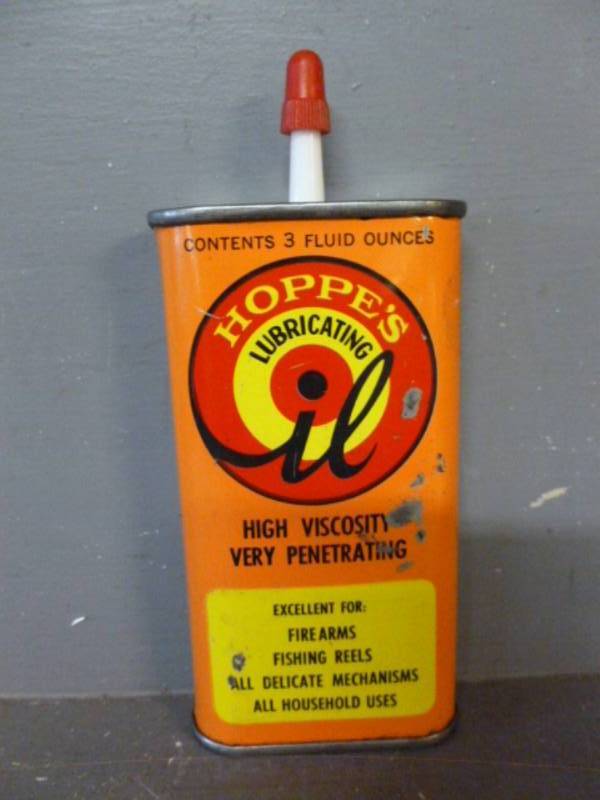 CONTENTS 3 FLUID OUNCES
HOPPE'S
LUBRICATING
Oil
HIGH VISCOSITY
VERY PENETRATING
EXCELLENT FOR:
FIREARMS
FISHING REELS
ALL DELICATE MECHANISMS
ALL HOUSEHOLD USES